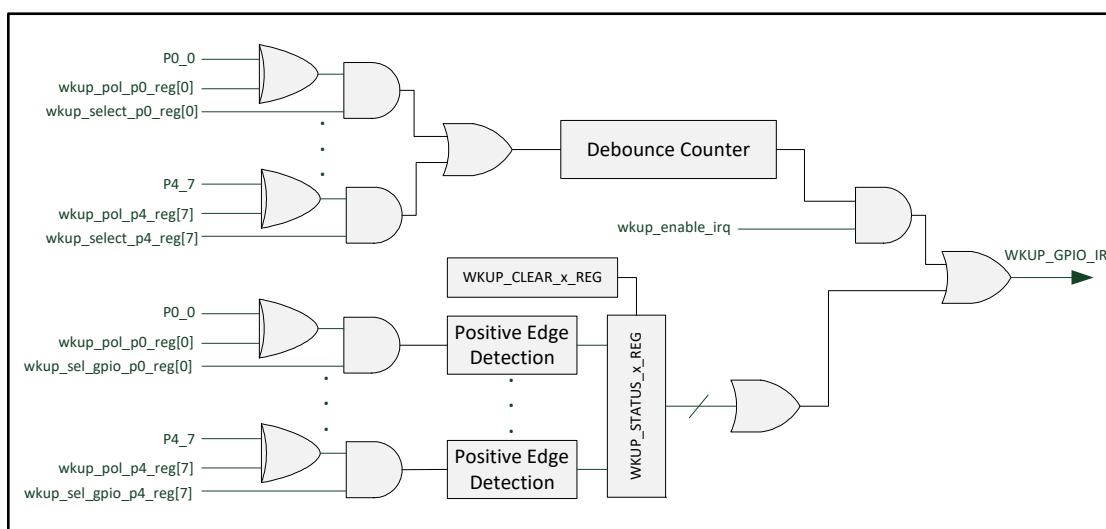 P0_0
wkup_pol_p0_reg[0]
wkup_select_p0_reg[0]
P4_7
wkup_pol_p4_reg[7]
wkup_select_p4_reg[7]
Debounce Counter
wkup_enable_irq
WKUP_GPIO_IR
WKUP_CLEAR_x_REG
P0_0
wkup_pol_p0_reg[0]
wkup_sel_gpio_p0_reg[0]
Positive Edge
Detection
WKUP_STATUS_x_REG
P4_7
wkup_pol_p4_reg[7]
wkup_sel_gpio_p4_reg[7]
Positive Edge
Detection